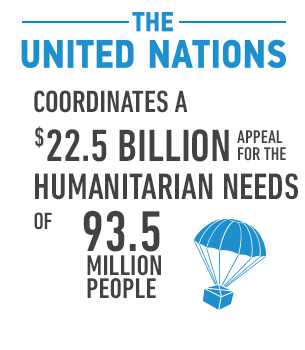 THE
UNITED NATIONS
COORDINATES A
$22.5 BILLION APPEAL FOR THE
HUMANITARIAN NEEDS
OF 93.5
MILLION
PEOPLE